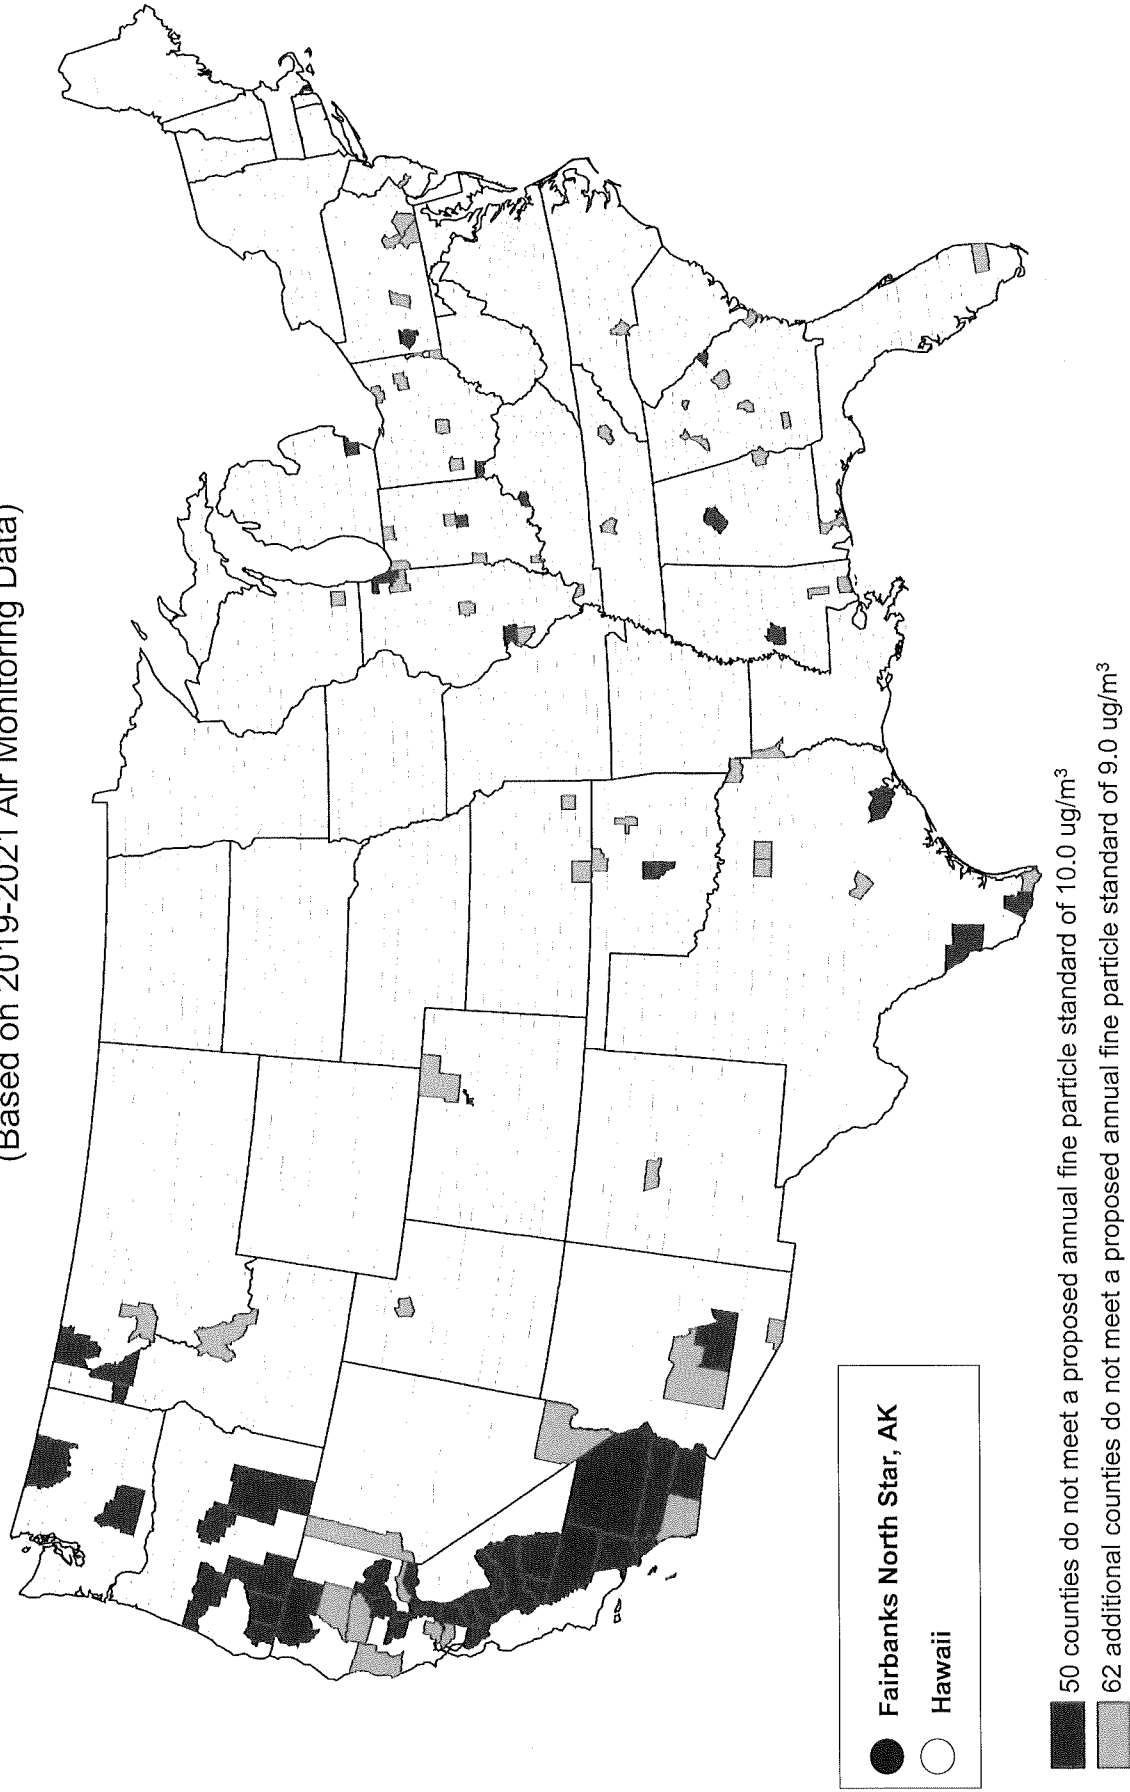 (Based on 2019-2021 Air Monitoring Data)
Fairbanks North Star, AK
Hawaii
50 counties do not meet a proposed annual fine particle standard of 10.0 ug/m³
62 additional counties do not meet a proposed annual fine particle standard of 9.0 ug/m³